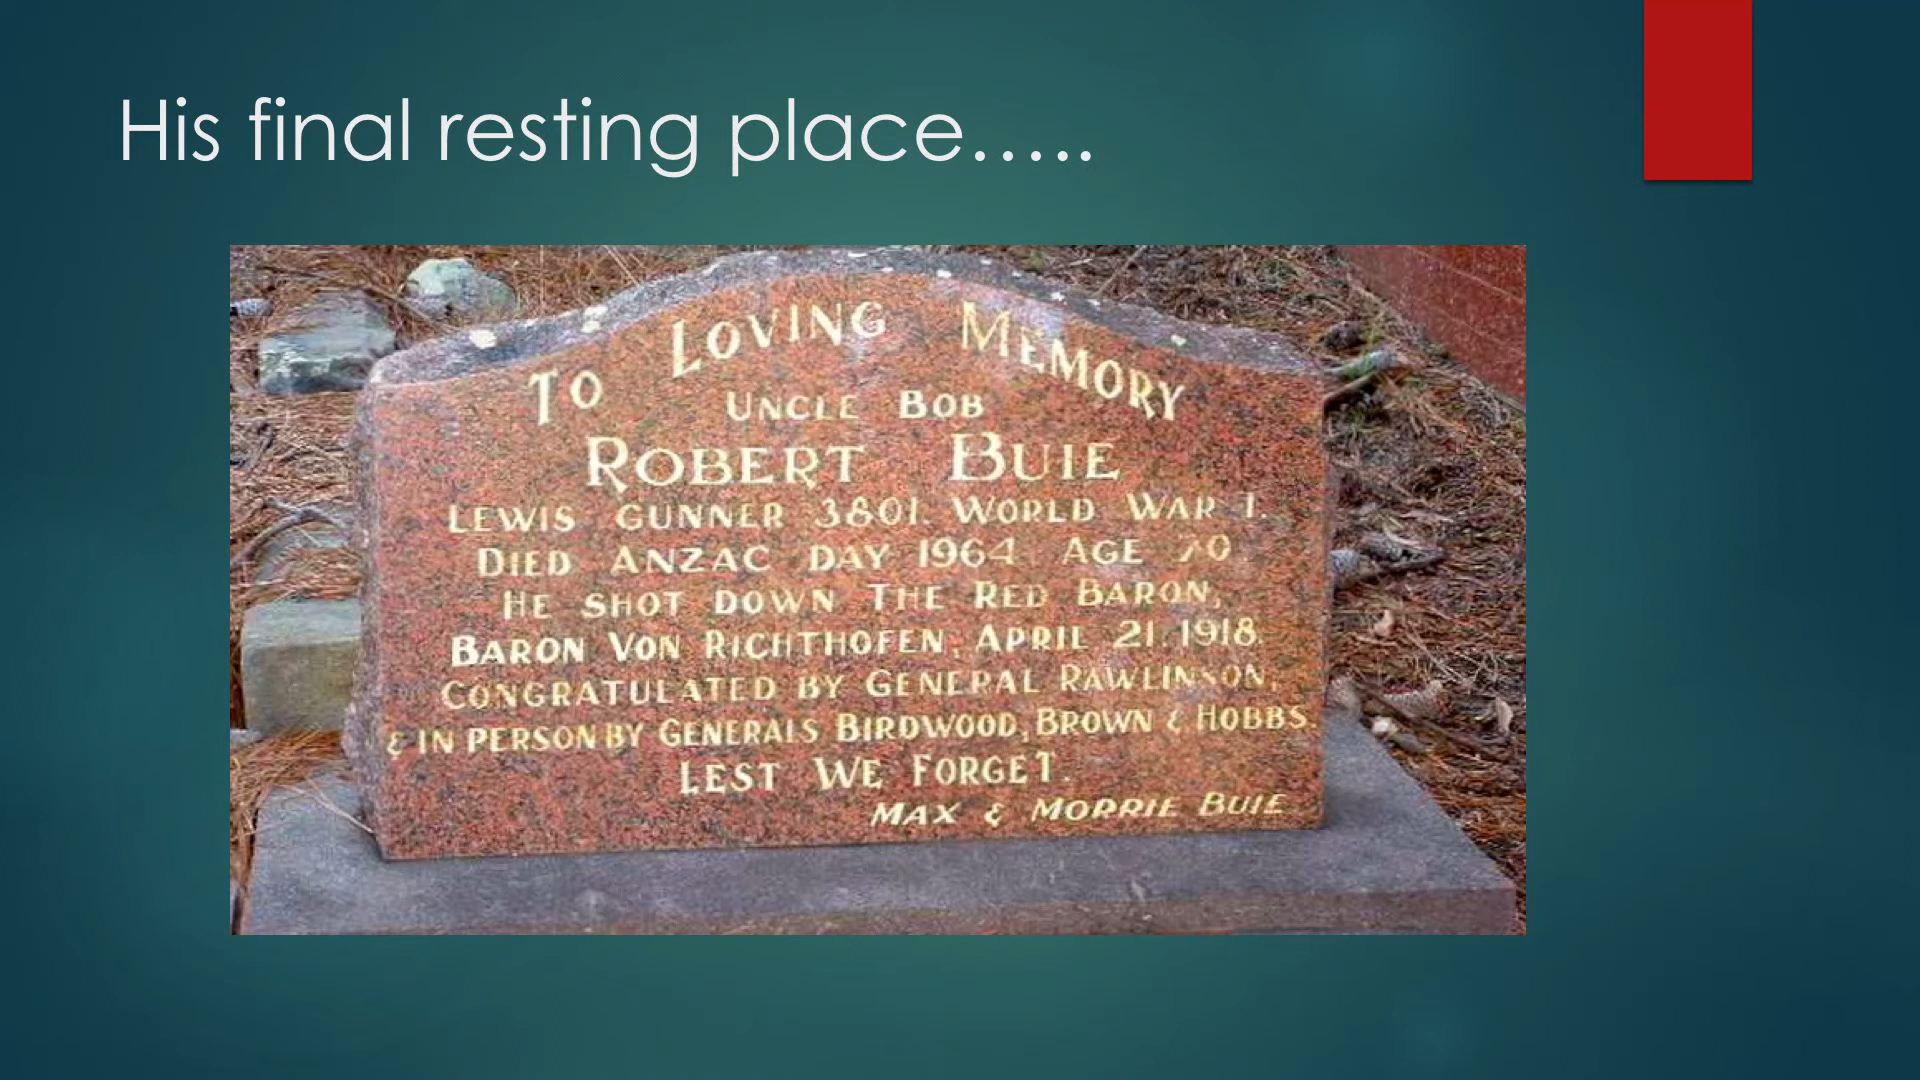 His final resting place…..
TO LOVING MEMORY
UNCLE BOB
ROBERT BUIE
LEWIS GUNNER 3801. WORLD WAR 1.
DIED ANZAC DAY 1964 AGE 70
HE SHOT DOWN THE RED BARON,
BARON VON RICHTHOFEN, APRIL 21.1918.
CONGRATULATED BY GENERAL RAWLINSON,
& IN PERSON BY GENERALS BIRDWOOD, BROWN & HOBBS.
LEST WE FORGET.
MAX & MORRIE BUIE